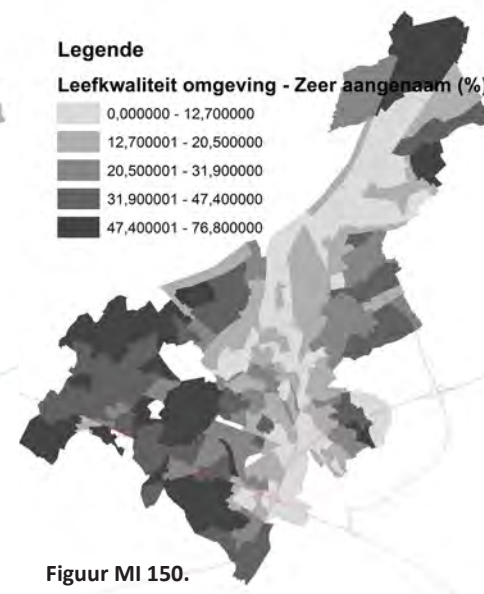 Legende
Leefkwaliteit omgeving - Zeer aangenaam (%)
0,000000 - 12,700000
12,700001 - 20,500000
20,500001 - 31,900000
31,900001 - 47,400000
47,400001 - 76,800000
Figuur MI 150.